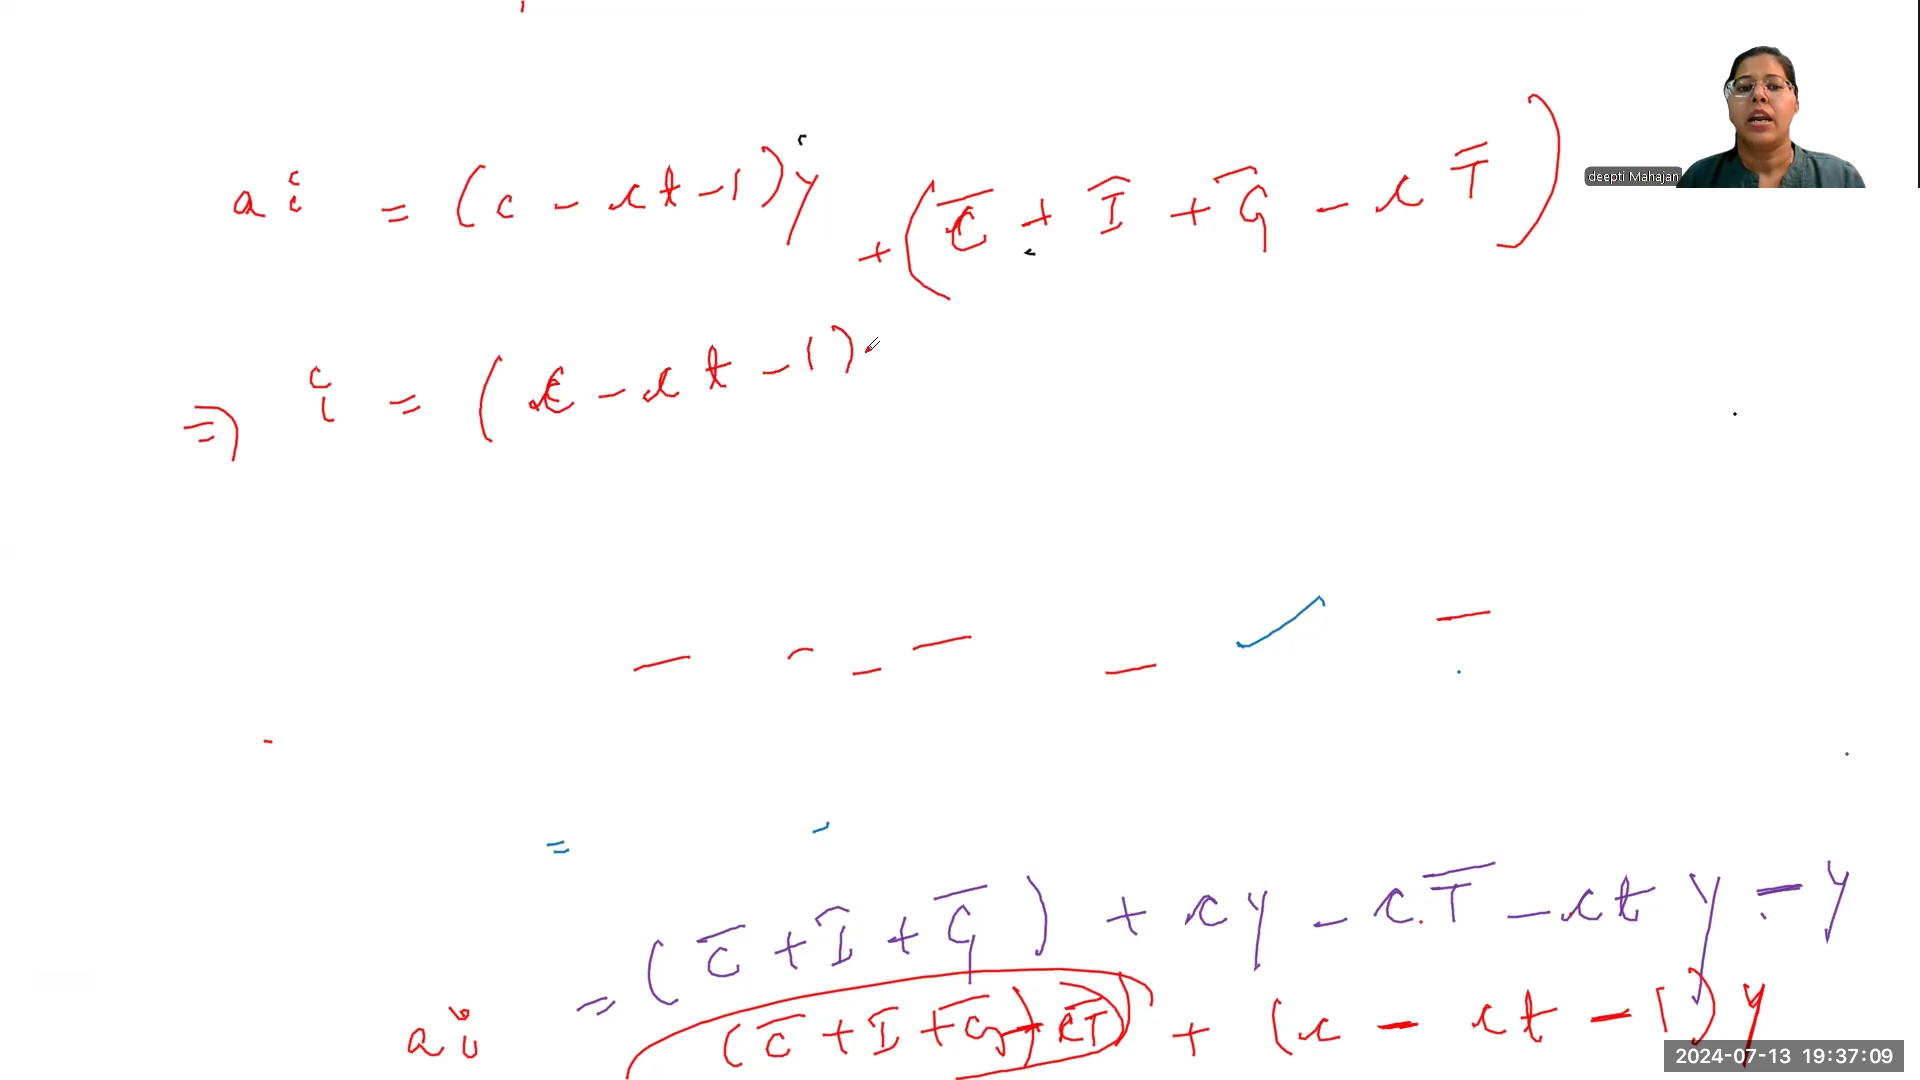 deepti Mahajan
ai = (c - ct - 1)y + (C̅ + I̅ + G̅ - cT̅)
⇒ i = (c - ct - 1)
=
= (C̅ + I̅ + G̅) + cy - c.T̅ - cty - y
ai (C̅ + I̅ + G̅ - cT̅) + (c - ct - 1)y
2024-07-13 19:37:09